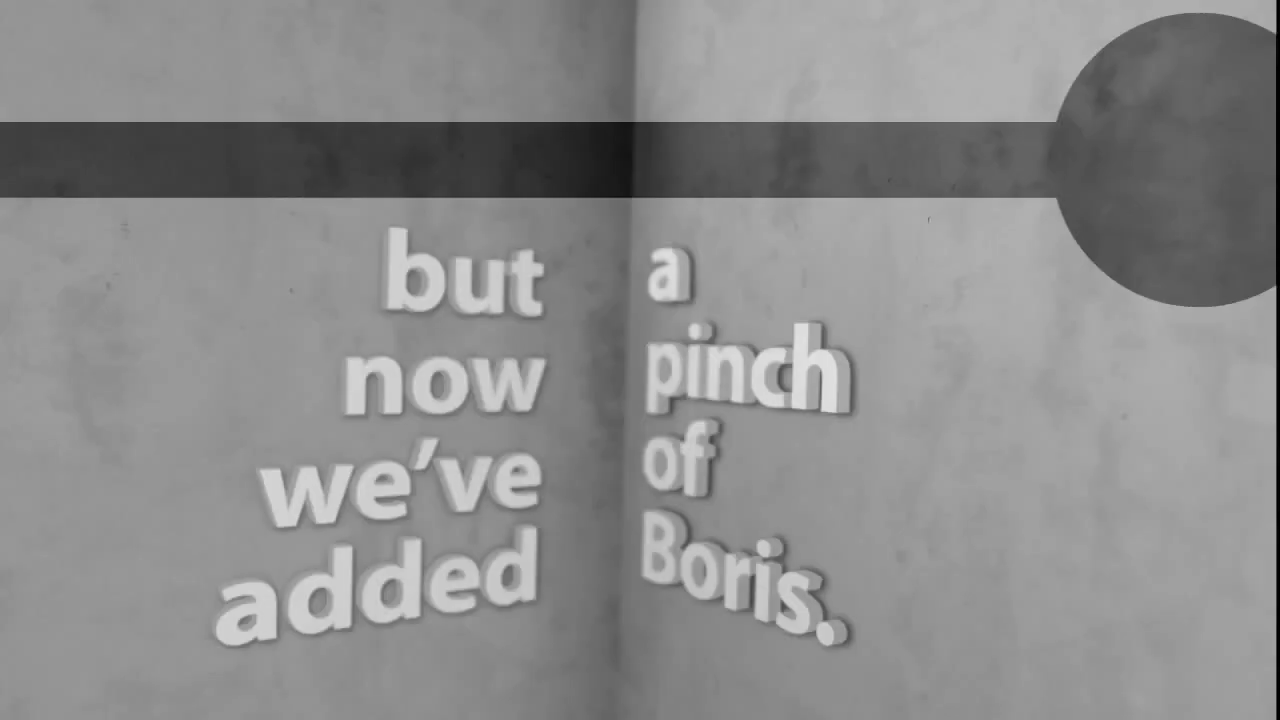 but
now
we’ve
added
a
pinch
of
Boris.